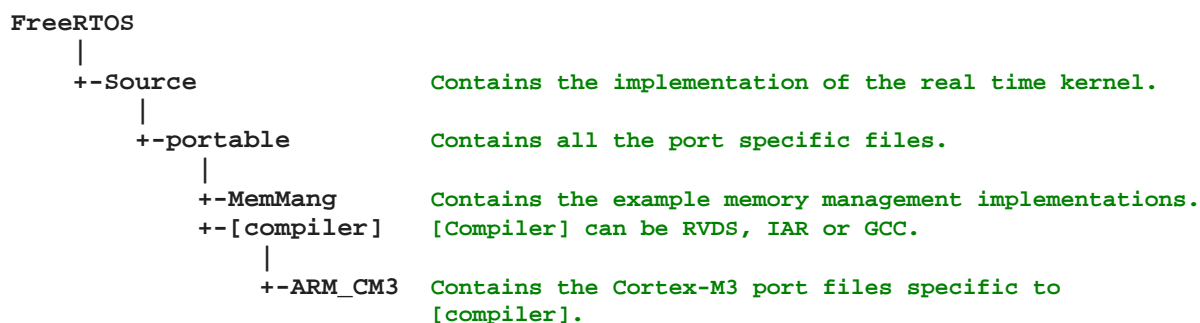 FreeRTOS
|
+-Source Contains the implementation of the real time kernel.
|
+-portable Contains all the port specific files.
|
+-MemMang Contains the example memory management implementations.
+-[compiler] [Compiler] can be RVDS, IAR or GCC.
|
+-ARM_CM3 Contains the Cortex-M3 port files specific to
[compiler].